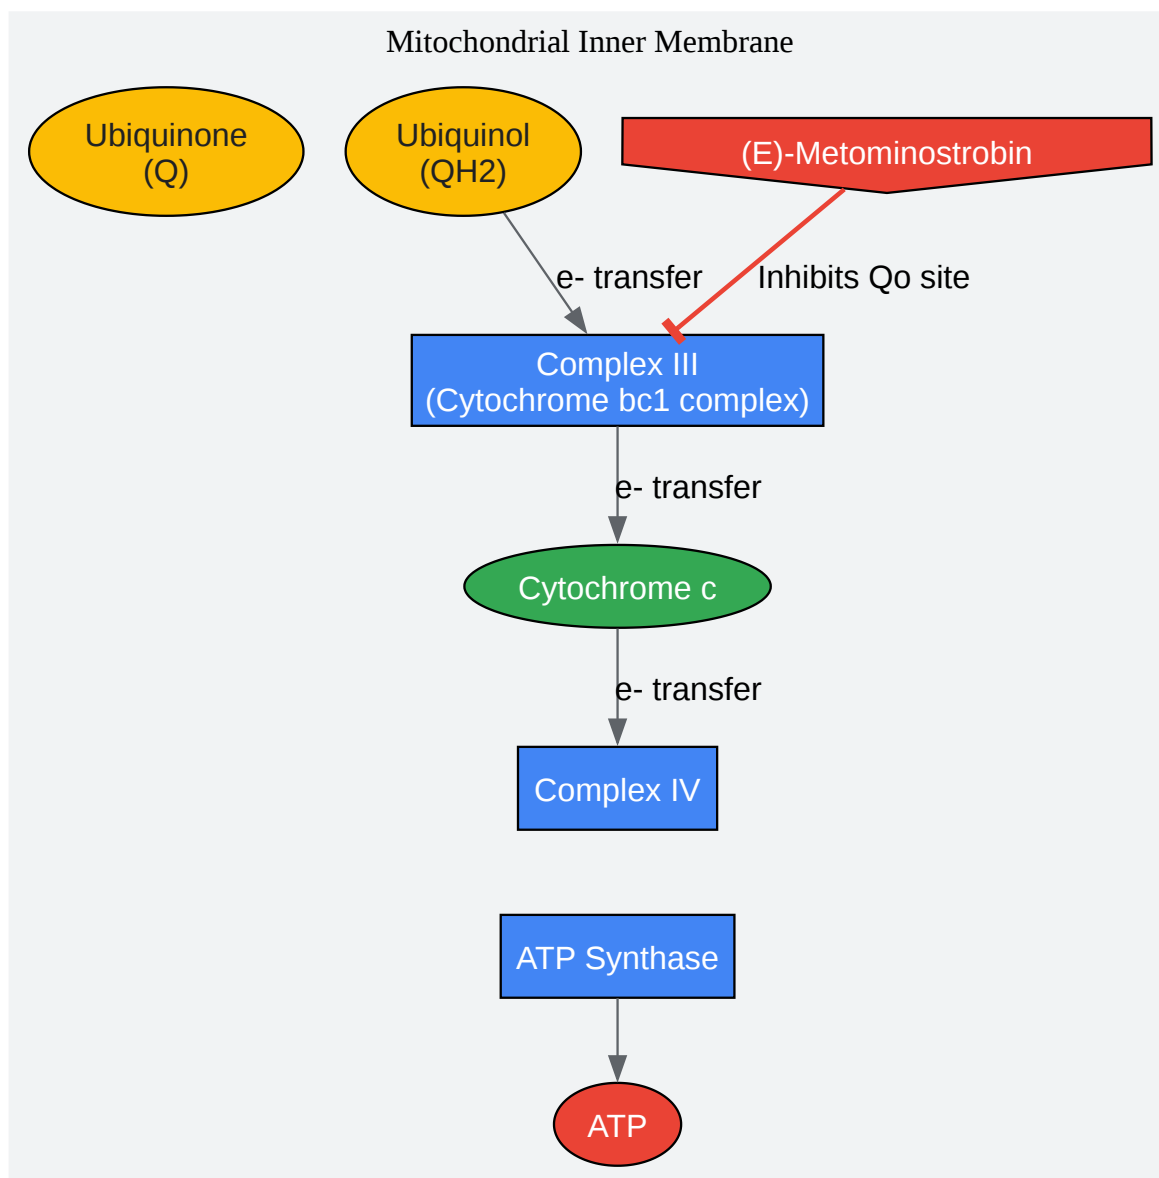 Mitochondrial Inner Membrane
Ubiquinone
(Q)
Ubiquinol
(QH2)
(E)-Metominostrobin
e- transfer
Inhibits Qo site
Complex III
(Cytochrome bc1 complex)
e- transfer
Cytochrome c
e- transfer
Complex IV
ATP Synthase
ATP